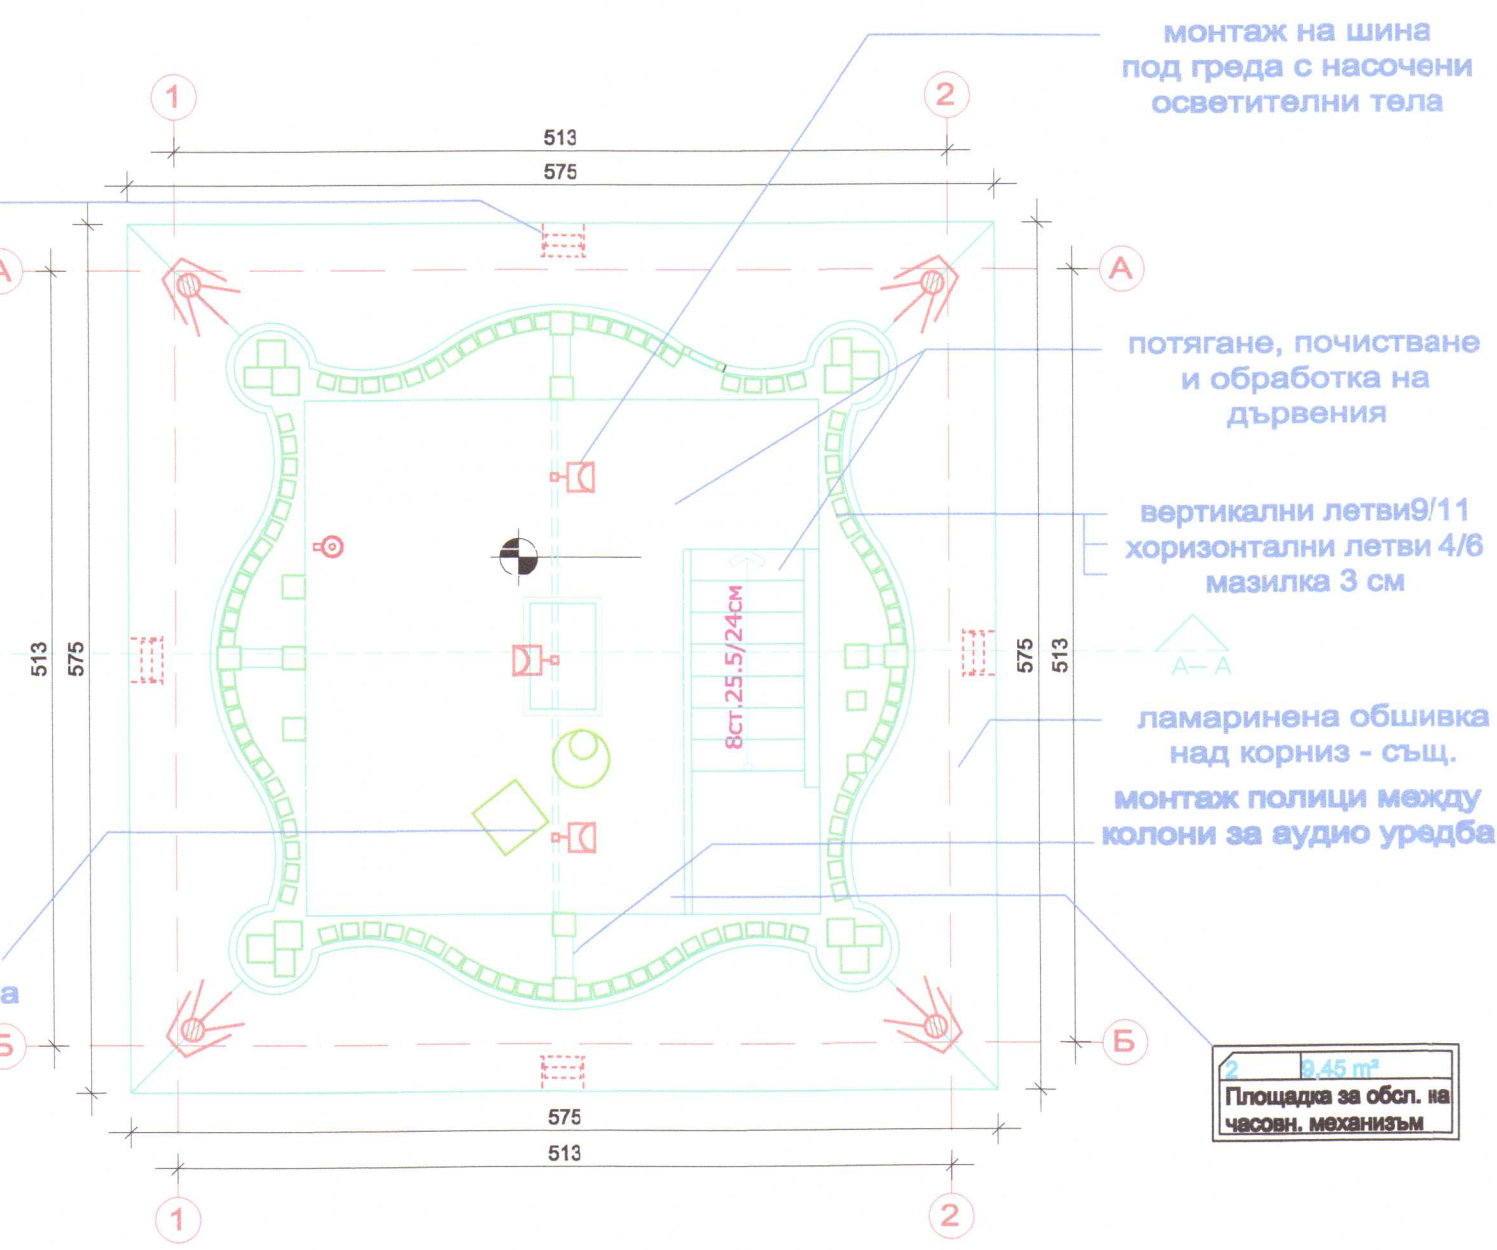 монтаж на шина
под греда с насочени
осветителни тела
1
2
513
575
А
А
потягане, почистване
и обработка на
дървения
вертикални летви9/11
хоризонтални летви 4/6
мазилка 3 см
513
575
8ст.25.5/24см
575
513
А— А
ламаринена обшивка
над корниз - същ.
монтаж полици между
колони за аудио уредба
а
Б
Б
2
9,45 m²
Площадка за обсл. на
часовн. механизъм
575
513
1
2